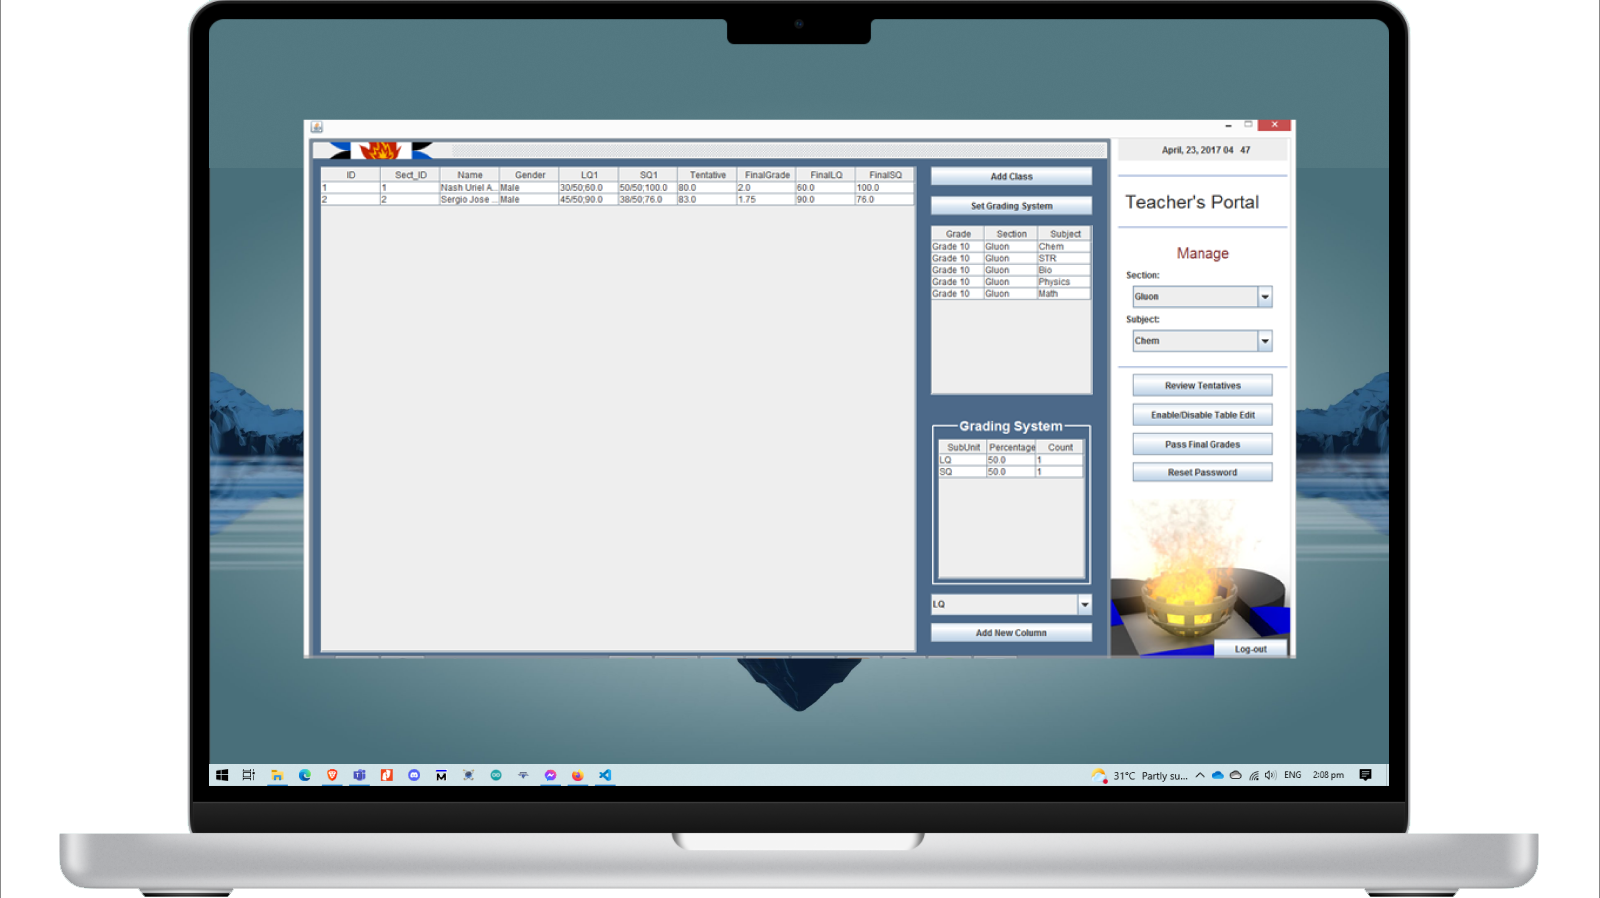 April, 23, 2017 04 47
ID Sect_ID Name Gender LQ1 SQ1 Tentative FinalGrade FinalLQ FinalSQ
1 1 Nash Uriel A... Male 30/50;60.0 50/50;100.0 80.0 2.0 60.0 100.0
2 2 Sergio Jose ... Male 45/50;90.0 38/50;76.0 83.0 1.75 90.0 76.0
Add Class
Set Grading System
Grade Section Subject
Grade 10 Gluon Chem
Grade 10 Gluon STR
Grade 10 Gluon Bio
Grade 10 Gluon Physics
Grade 10 Gluon Math
Grading System
SubUnit Percentage Count
LQ 50.0 1
SQ 50.0 1
LQ
Add New Column
Teacher's Portal
Manage
Section:
Gluon
Subject:
Chem
Review Tentatives
Enable/Disable Table Edit
Pass Final Grades
Reset Password
Log-out
31°C Partly su... ENG 2:08 pm